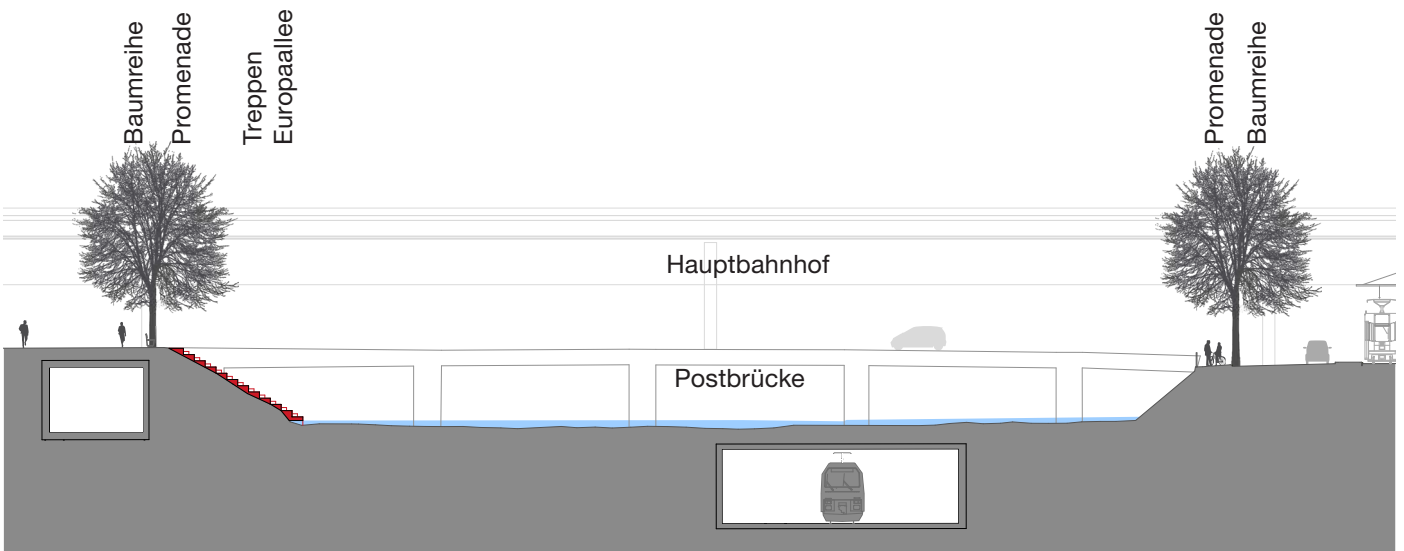 Baumreihe
Promenade
Treppen
Europaallee
Promenade
Baumreihe
Hauptbahnhof
Postbrücke